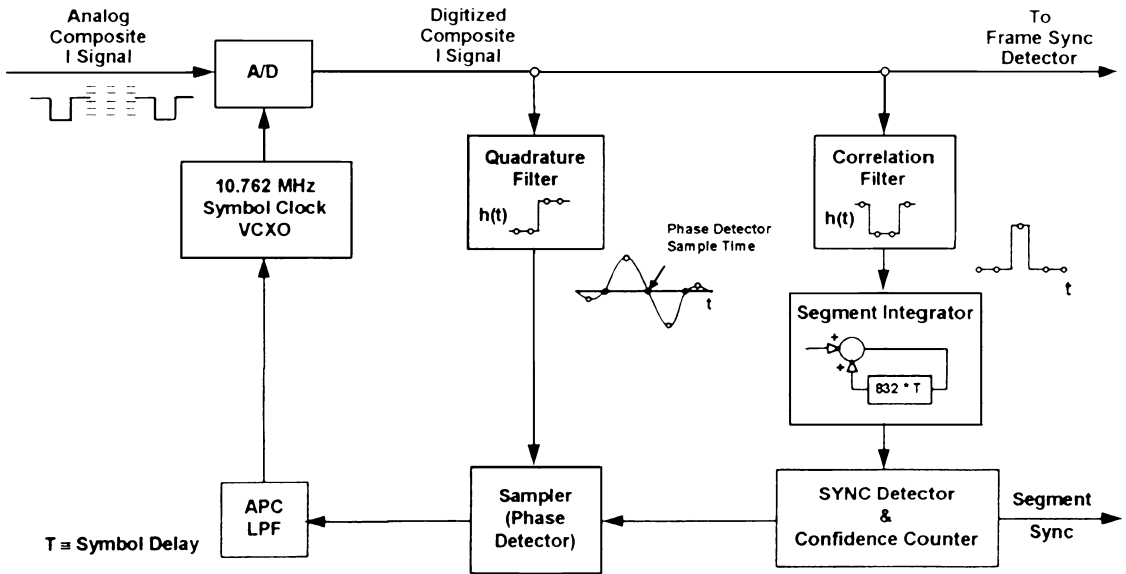 Analog
Composite
I Signal
A/D
Digitized
Composite
I Signal
To
Frame Sync
Detector
10.762 MHz
Symbol Clock
VCXO
Quadrature
Filter
h(t)
Correlation
Filter
h(t)
Phase Detector
Sample Time
t
t
Segment Integrator
+
+
832 * T
APC
LPF
Sampler
(Phase
Detector)
SYNC Detector
&
Confidence Counter
Segment
Sync
T ≡ Symbol Delay